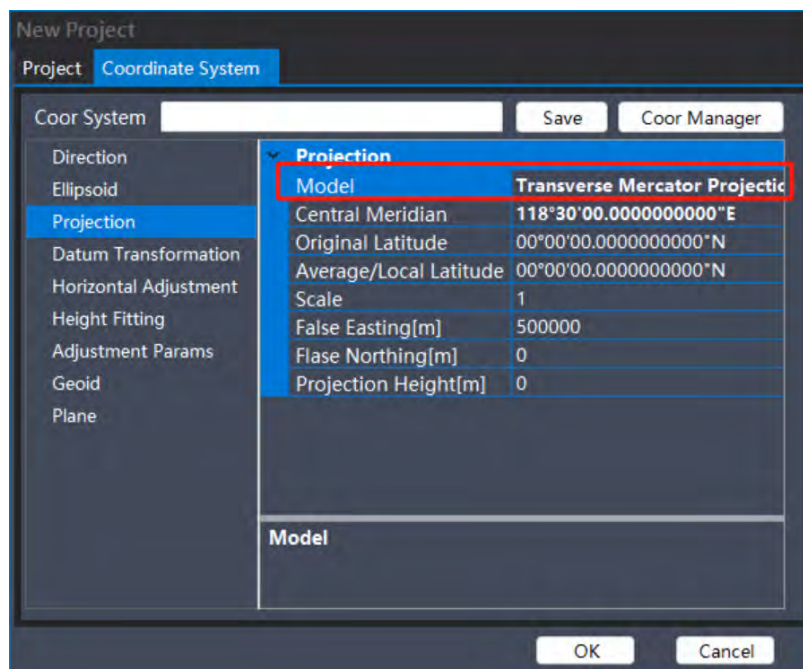 New Project
Project Coordinate System
Coor System Save Coor Manager
Direction
Ellipsoid
Projection
Datum Transformation
Horizontal Adjustment
Height Fitting
Adjustment Params
Geoid
Plane
Projection
Model Transverse Mercator Projectic
Central Meridian 118°30'00.0000000000"E
Original Latitude 00°00'00.0000000000"N
Average/Local Latitude 00°00'00.0000000000"N
Scale 1
False Easting[m] 500000
Flase Northing[m] 0
Projection Height[m] 0
Model
OK Cancel